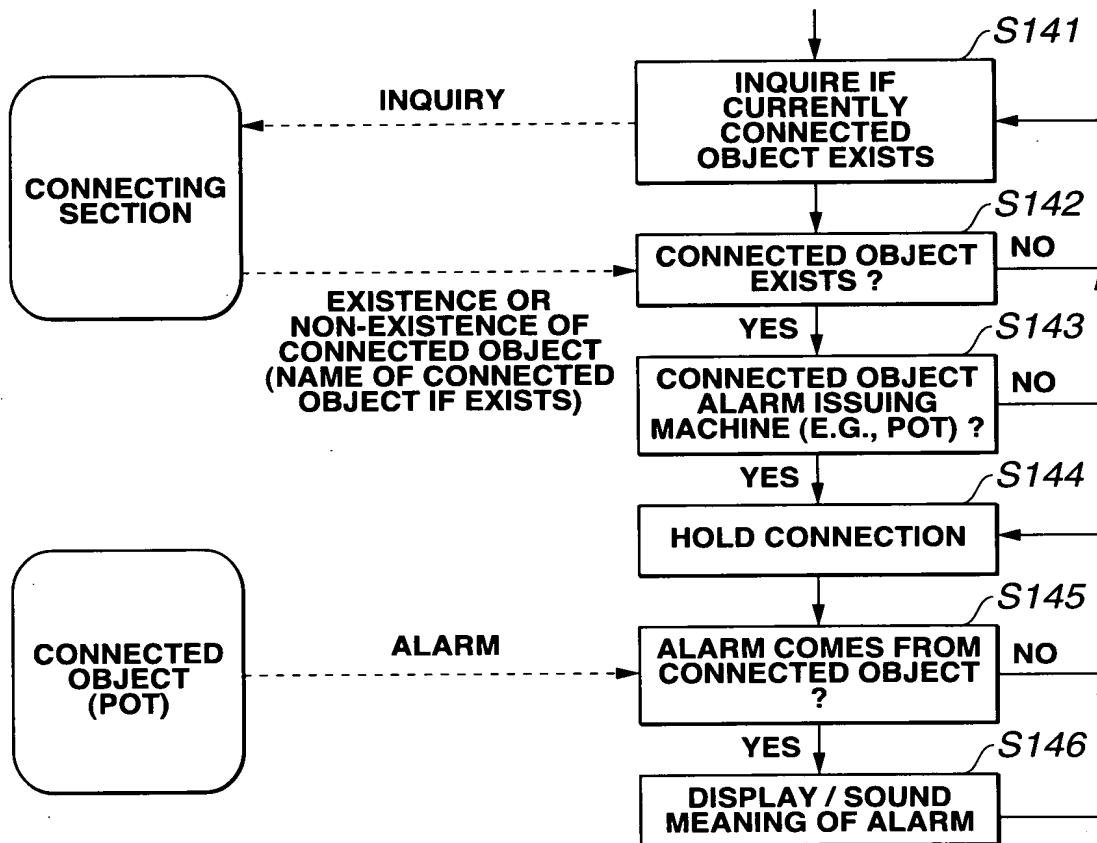 S141
INQUIRE IF
CURRENTLY
CONNECTED
OBJECT EXISTS
INQUIRY
CONNECTING
SECTION
S142
CONNECTED OBJECT
EXISTS ?
NO
EXISTENCE OR
NON-EXISTENCE OF
CONNECTED OBJECT
(NAME OF CONNECTED
OBJECT IF EXISTS)
YES
S143
CONNECTED OBJECT
ALARM ISSUING
MACHINE (E.G., POT) ?
NO
YES
S144
HOLD CONNECTION
S145
ALARM COMES FROM
CONNECTED OBJECT
?
NO
ALARM
CONNECTED
OBJECT
(POT)
YES
S146
DISPLAY / SOUND
MEANING OF ALARM